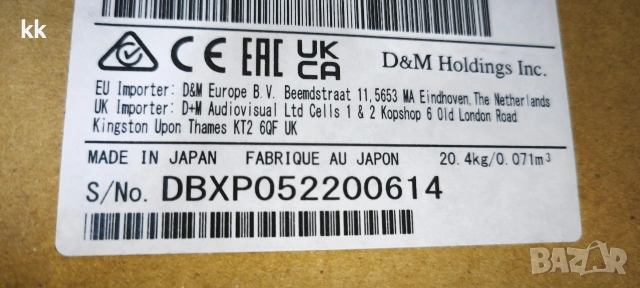 kk
CE EAC UK CA D&M Holdings Inc.
EU Importer: D&M Europe B.V. Beemdstraat 11, 5653 MA Eindhoven, The Netherlands
UK Importer: D+M Audiovisual Ltd Cells 1 & 2 Kopshop 6 Old London Road
Kingston Upon Thames KT2 6QF UK
MADE IN JAPAN FABRIQUE AU JAPON 20.4kg/0.071m³
S/No. DBXP052200614
BAZAR